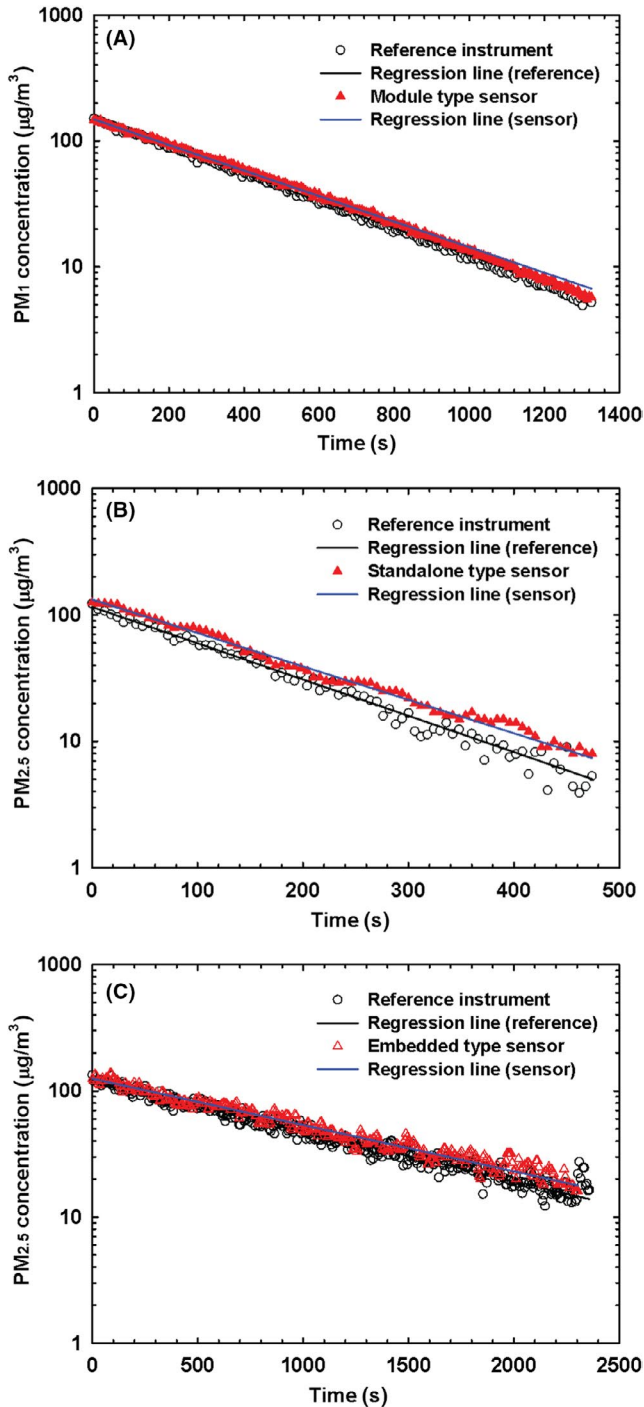 1000
(A)
Reference instrument
Regression line (reference)
Module type sensor
Regression line (sensor)
100
10
1
PM1 concentration (µg/m³)
0 200 400 600 800 1000 1200 1400
Time (s)
1000
(B)
Reference instrument
Regression line (reference)
Standalone type sensor
Regression line (sensor)
100
10
1
PM2.5 concentration (µg/m³)
0 100 200 300 400 500
Time (s)
1000
(C)
Reference instrument
Regression line (reference)
Embedded type sensor
Regression line (sensor)
100
10
1
PM2.5 concentration (µg/m³)
0 500 1000 1500 2000 2500
Time (s)